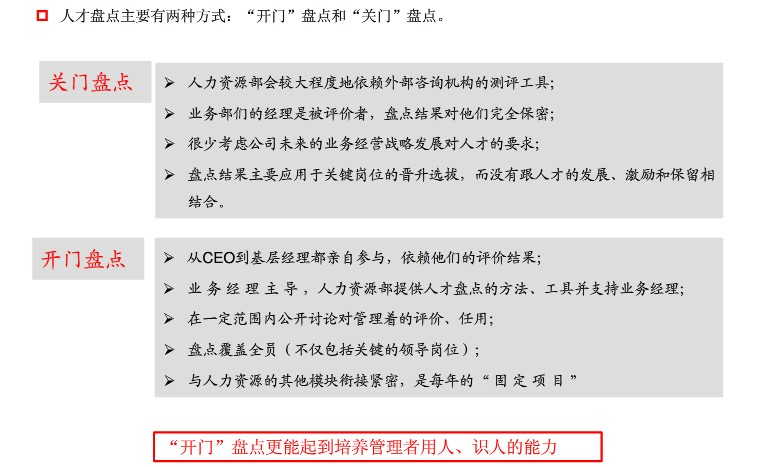 人才盘点主要有两种方式：“开门”盘点和“关门”盘点。
关门盘点
人力资源部会较大程度地依赖外部咨询机构的测评工具；
业务部们的经理是被评价者，盘点结果对他们完全保密；
很少考虑公司未来的业务经营战略发展对人才的要求；
盘点结果主要应用于关键岗位的晋升选拔，而没有跟人才的发展、激励和保留相
结合。
开门盘点
从CEO到基层经理都亲自参与，依赖他们的评价结果；
业务经理主导，人力资源部提供人才盘点的方法、工具并支持业务经理；
在一定范围内公开讨论对管理着的评价、任用；
盘点覆盖全员（不仅包括关键的领导岗位）；
与人力资源的其他模块衔接紧密，是每年的“固定项目”
“开门”盘点更能起到培养管理者用人、识人的能力